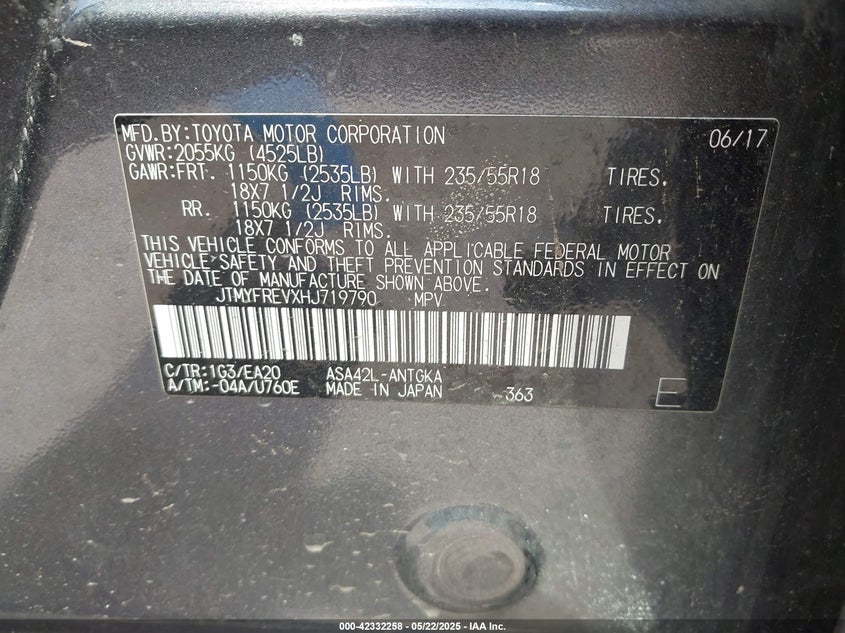 MFD.BY:TOYOTA MOTOR CORPORATION 06/17
GVWR:2055KG (4525LB)
GAWR:FRT. 1150KG (2535LB) WITH 235/55R18 TIRES,
18X7 1/2J RIMS.
RR. 1150KG (2535LB) WITH 235/55R18 TIRES,
18X7 1/2J RIMS.
THIS VEHICLE CONFORMS TO ALL APPLICABLE FEDERAL MOTOR
VEHICLE SAFETY AND THEFT PREVENTION STANDARDS IN EFFECT ON
THE DATE OF MANUFACTURE SHOWN ABOVE.
JTMYFREVXHJ719790 MPV
C/TR:1G3/EA20 ASA42L-ANTGKA
A/TM:-04A/U760E MADE IN JAPAN 363 E
000-42332258 - 05/22/2025 - IAA Inc.